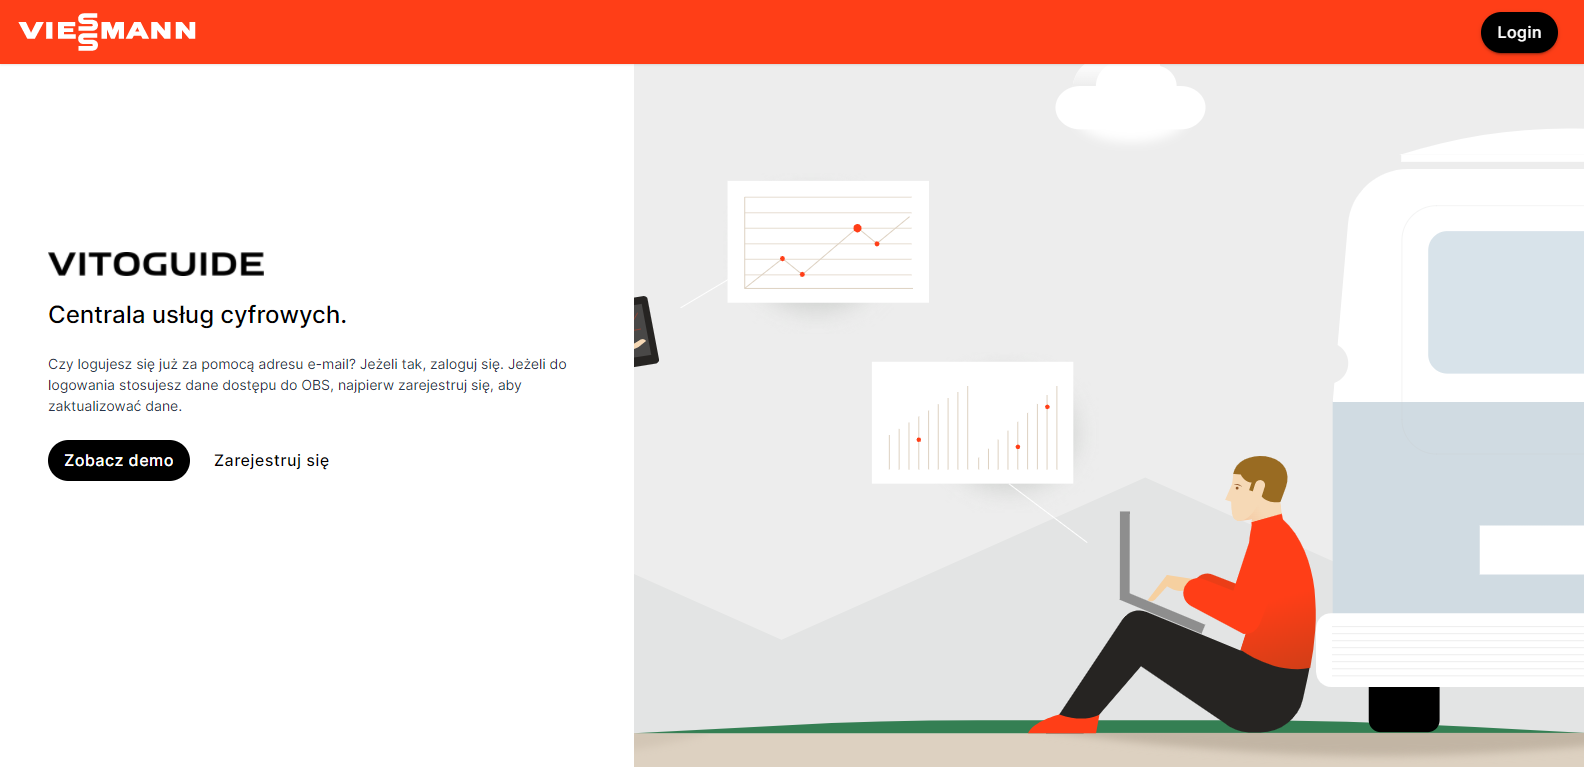 VIESSMANN
Login
VITOGUIDE
Centrala usług cyfrowych.
Czy logujesz się już za pomocą adresu e-mail? Jeżeli tak, zaloguj się. Jeżeli do
logowania stosujesz dane dostępu do OBS, najpierw zarejestruj się, aby
zaktualizować dane.
Zobacz demo
Zarejestruj się